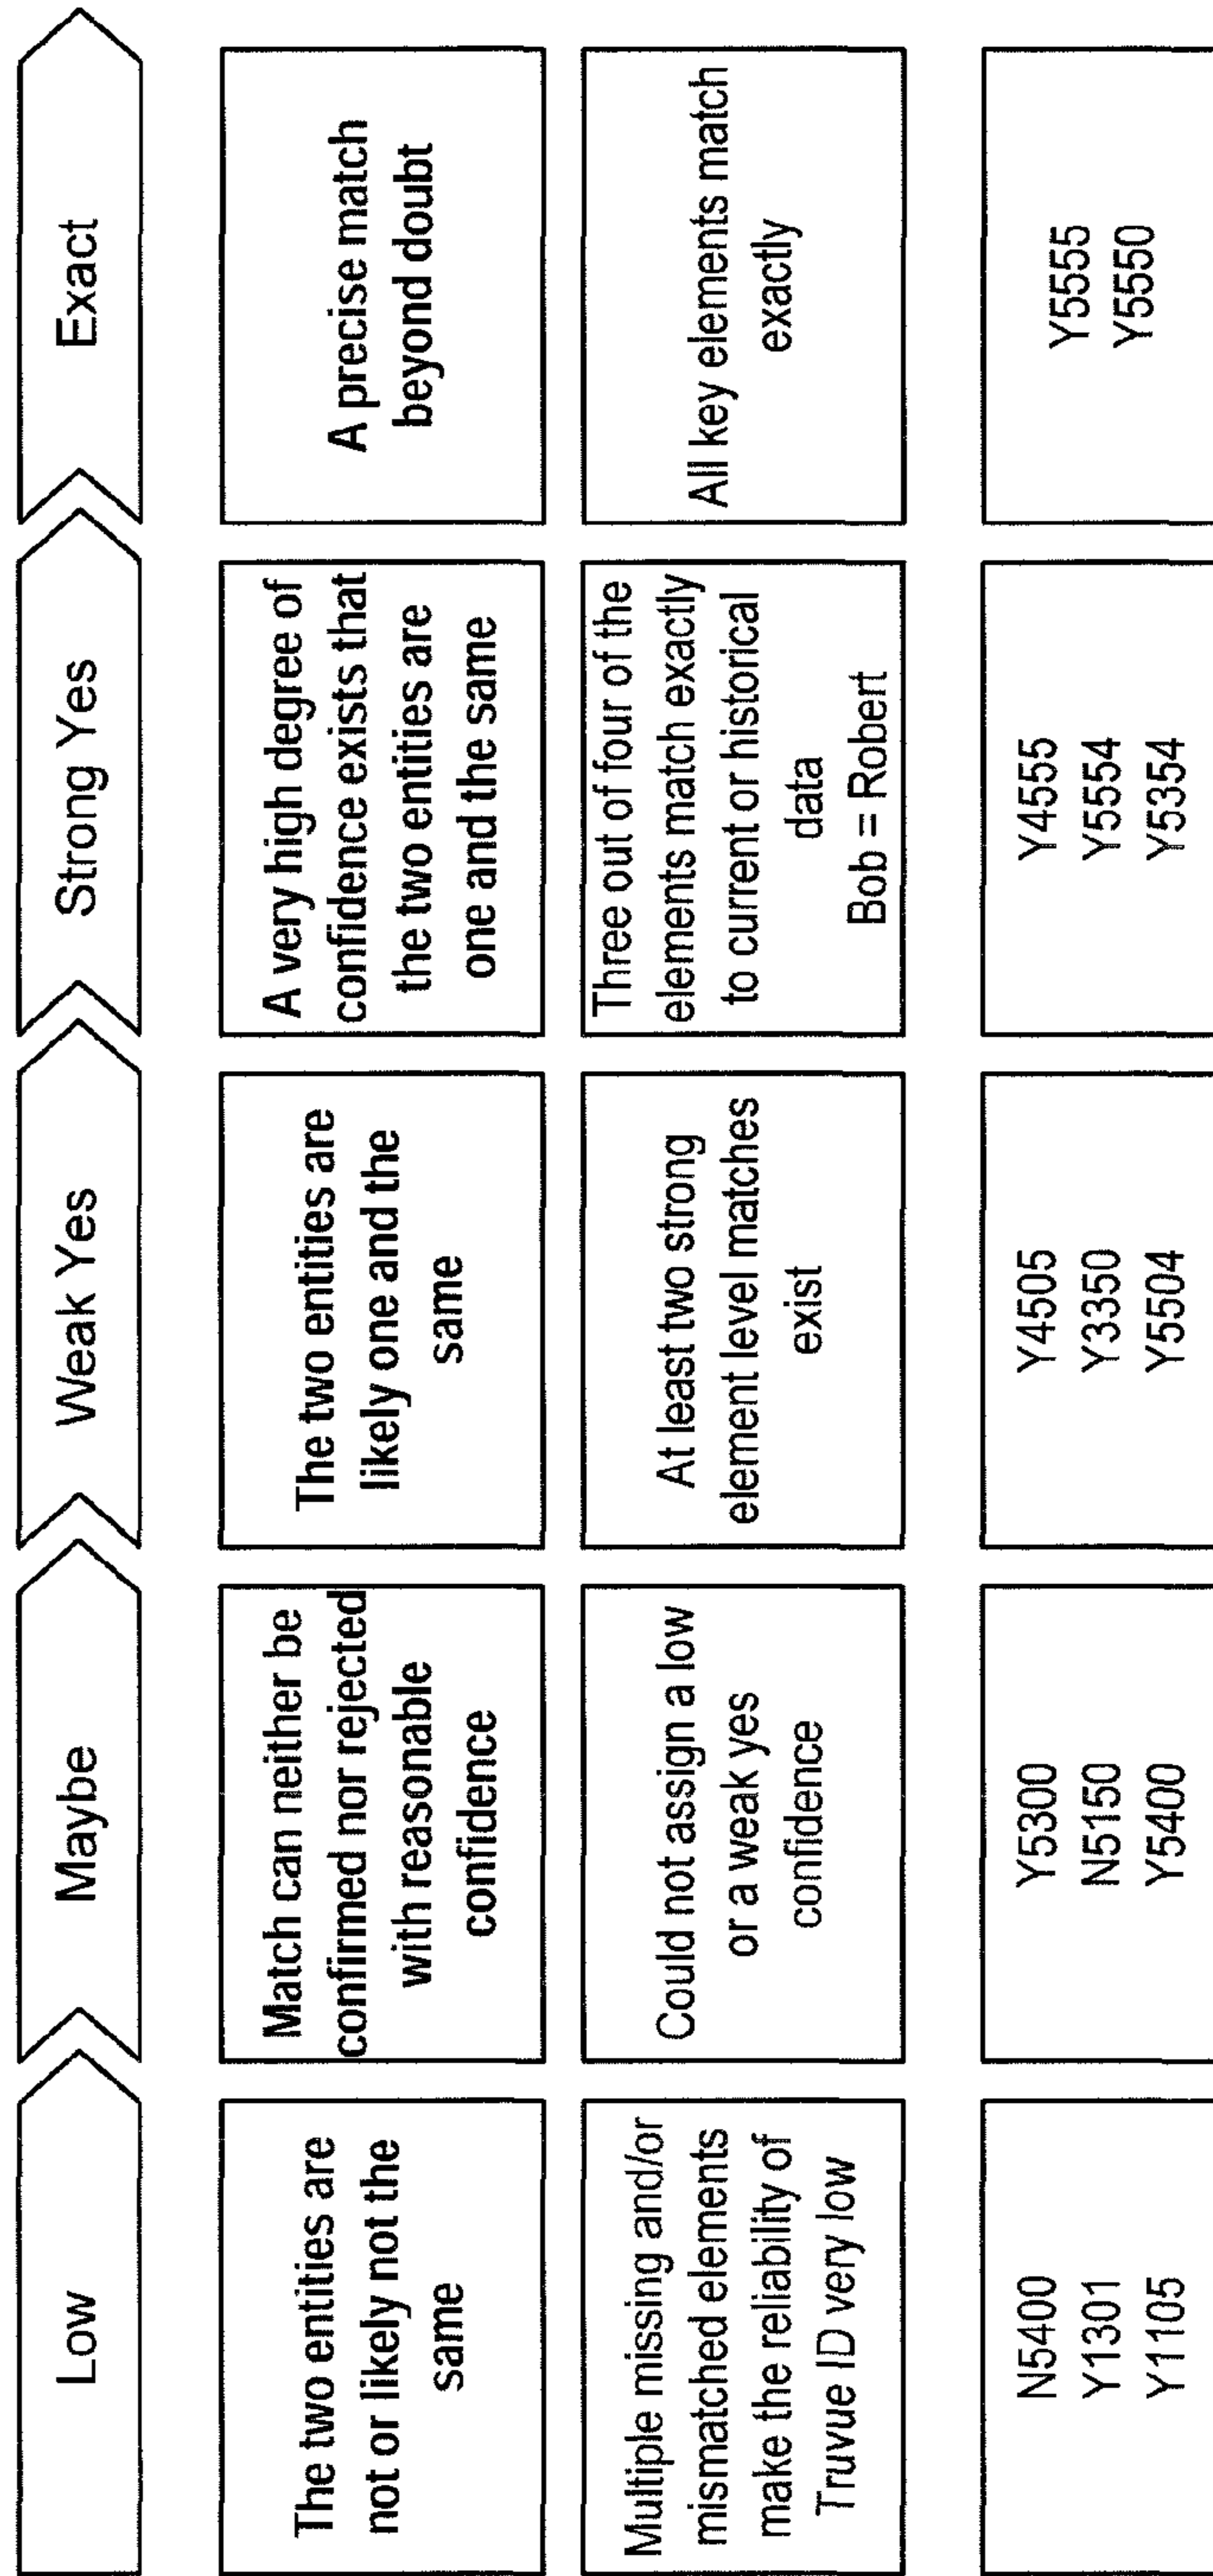 Low
Maybe
Weak Yes
Strong Yes
Exact
The two entities are
not or likely not the
same
Match can neither be
confirmed nor rejected
with reasonable
confidence
The two entities are
likely one and the
same
A very high degree of
confidence exists that
the two entities are
one and the same
A precise match
beyond doubt
Multiple missing and/or
mismatched elements
make the reliability of
Truvue ID very low
Could not assign a low
or a weak yes
confidence
At least two strong
element level matches
exist
Three out of four of the
elements match exactly
to current or historical
data
Bob = Robert
All key elements match
exactly
N5400
Y1301
Y1105
Y5300
N5150
Y5400
Y4505
Y3350
Y5504
Y4555
Y5554
Y5354
Y5555
Y5550